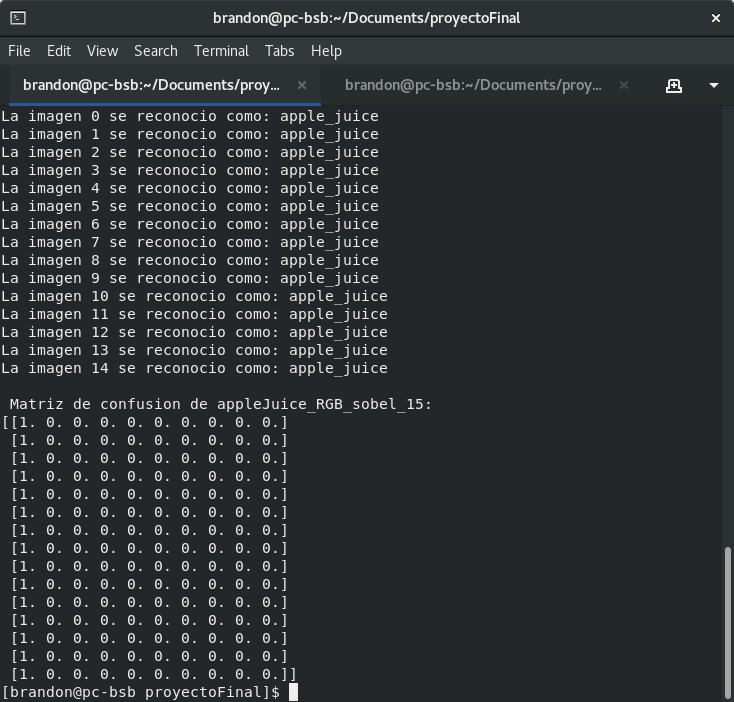 brandon@pc-bsb:~/Documents/proyectoFinal
File Edit View Search Terminal Tabs Help
brandon@pc-bsb:~/Documents/proy... brandon@pc-bsb:~/Documents/proy...
La imagen 0 se reconocio como: apple_juice
La imagen 1 se reconocio como: apple_juice
La imagen 2 se reconocio como: apple_juice
La imagen 3 se reconocio como: apple_juice
La imagen 4 se reconocio como: apple_juice
La imagen 5 se reconocio como: apple_juice
La imagen 6 se reconocio como: apple_juice
La imagen 7 se reconocio como: apple_juice
La imagen 8 se reconocio como: apple_juice
La imagen 9 se reconocio como: apple_juice
La imagen 10 se reconocio como: apple_juice
La imagen 11 se reconocio como: apple_juice
La imagen 12 se reconocio como: apple_juice
La imagen 13 se reconocio como: apple_juice
La imagen 14 se reconocio como: apple_juice
Matriz de confusion de appleJuice_RGB_sobel_15:
[[1. 0. 0. 0. 0. 0. 0. 0. 0. 0.]
[1. 0. 0. 0. 0. 0. 0. 0. 0. 0.]
[1. 0. 0. 0. 0. 0. 0. 0. 0. 0.]
[1. 0. 0. 0. 0. 0. 0. 0. 0. 0.]
[1. 0. 0. 0. 0. 0. 0. 0. 0. 0.]
[1. 0. 0. 0. 0. 0. 0. 0. 0. 0.]
[1. 0. 0. 0. 0. 0. 0. 0. 0. 0.]
[1. 0. 0. 0. 0. 0. 0. 0. 0. 0.]
[1. 0. 0. 0. 0. 0. 0. 0. 0. 0.]
[1. 0. 0. 0. 0. 0. 0. 0. 0. 0.]
[1. 0. 0. 0. 0. 0. 0. 0. 0. 0.]
[1. 0. 0. 0. 0. 0. 0. 0. 0. 0.]
[1. 0. 0. 0. 0. 0. 0. 0. 0. 0.]
[1. 0. 0. 0. 0. 0. 0. 0. 0. 0.]
[1. 0. 0. 0. 0. 0. 0. 0. 0. 0.]]
[brandon@pc-bsb proyectoFinal]$